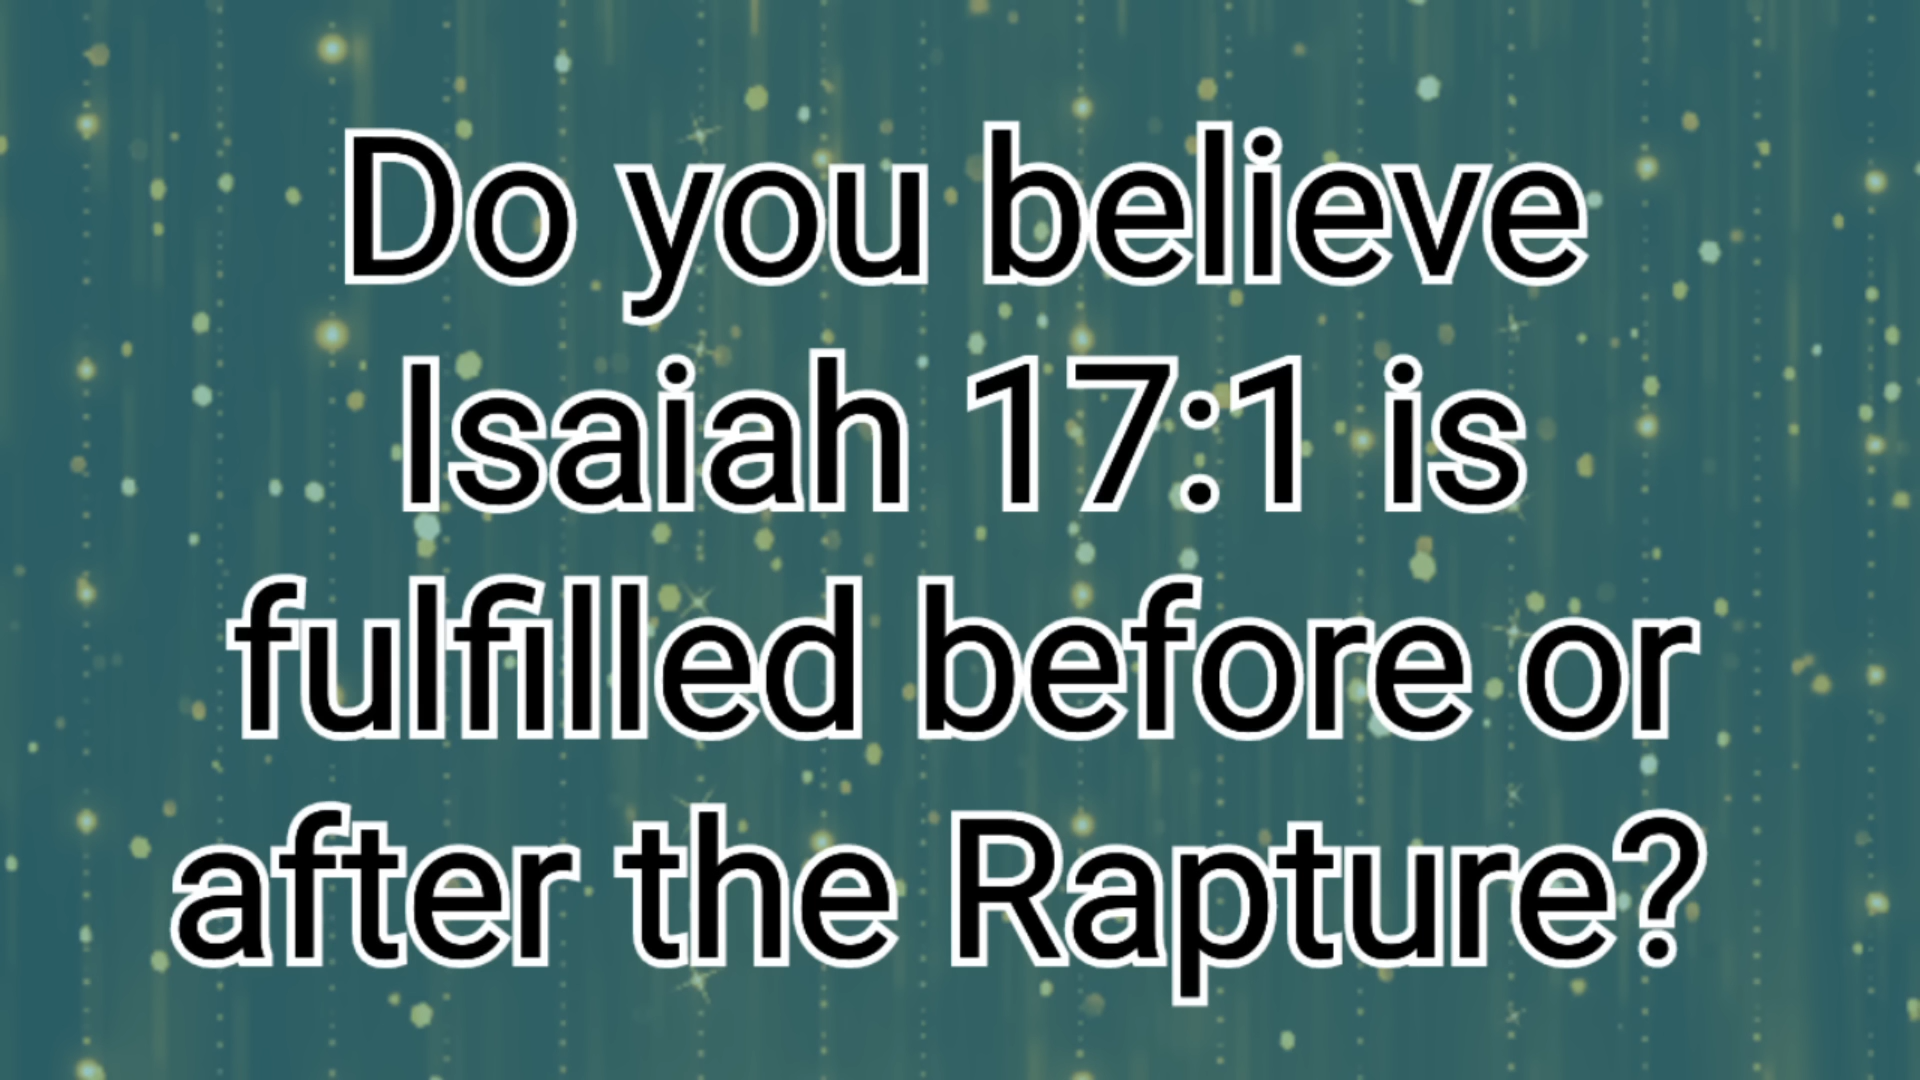 Do you believe
Isaiah 17:1 is
fulfilled before or
after the Rapture?